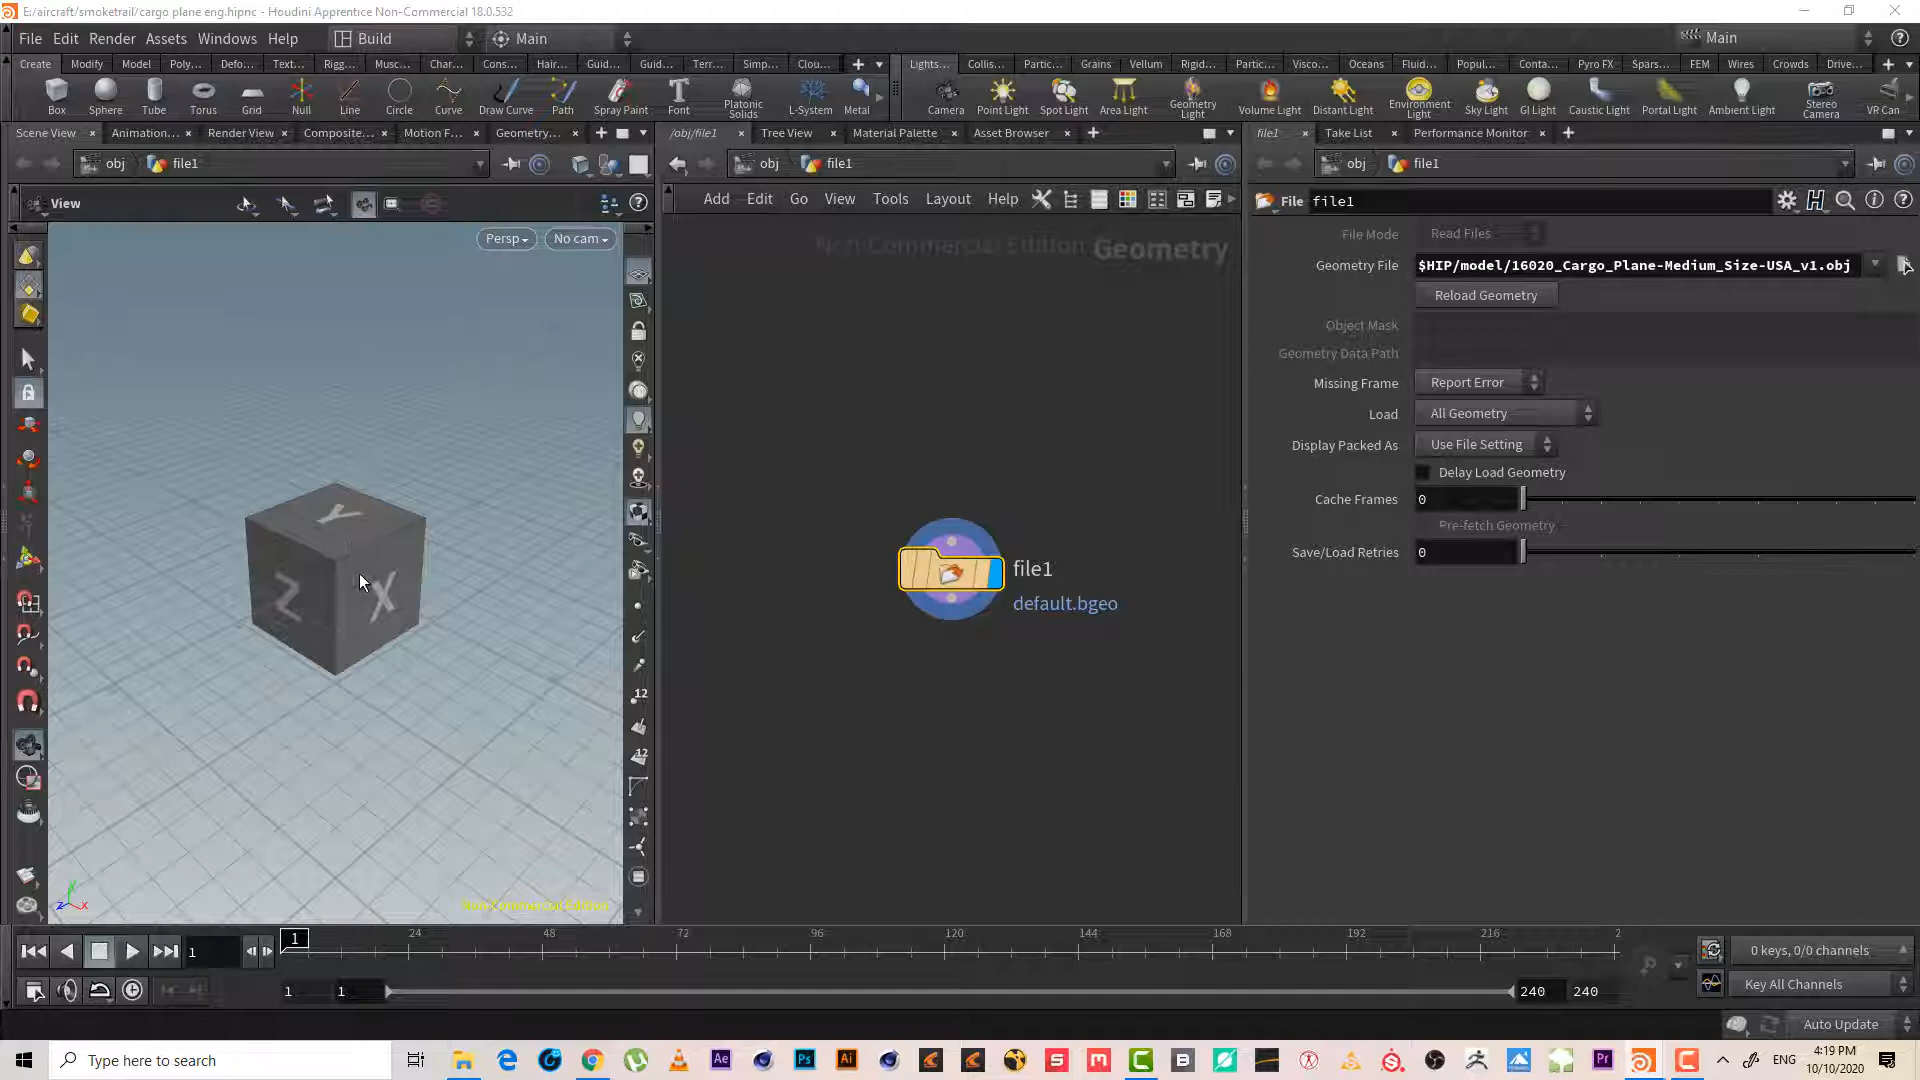 E:/aircraft/smoketrail/cargo plane eng.hipnc - Houdini Apprentice Non-Commercial 18.0.532
File Edit Render Assets Windows Help Build Main Main
Create Modify Model Poly... Defo... Text... Rigg... Musc... Char... Cons... Hair... Guid... Guid... Terr... Simp... Clou... Lights... Collis... Partic... Grains Vellum Rigid... Partic... Visco... Oceans Fluid... Popul... Conta... Pyro FX Spars... FEM Wires Crowds Drive...
Box Sphere Tube Torus Grid Null Line Circle Curve Draw Curve Path Spray Paint Font Platonic Solids L-System Metal Camera Point Light Spot Light Area Light Geometry Light Volume Light Distant Light Environment Light Sky Light GI Light Caustic Light Portal Light Ambient Light Stereo Camera VR Can
Scene View Animation... Render View Composite... Motion F... Geometry... /obj/file1 Tree View Material Palette Asset Browser file1 Take List Performance Monitor
obj file1 obj file1 obj file1
View Add Edit Go View Tools Layout Help File file1
Persp No cam
Non-Commercial Edition Geometry
File Mode Read Files
Geometry File $HIP/model/16020_Cargo_Plane-Medium_Size-USA_v1.obj
Reload Geometry
Object Mask
Geometry Data Path
Missing Frame Report Error
Load All Geometry
Display Packed As Use File Setting
Delay Load Geometry
Cache Frames 0
Pre-fetch Geometry
Save/Load Retries 0
Y
Z X
file1
default.bgeo
12
12
y
z x
Non-Commercial Edition
1 1 24 48 72 96 120 144 168 192 216 2
0 keys, 0/0 channels
1 1 240 240
Key All Channels
Auto Update
Type here to search
Ae Ps Ai Pr
ENG
4:19 PM
10/10/2020